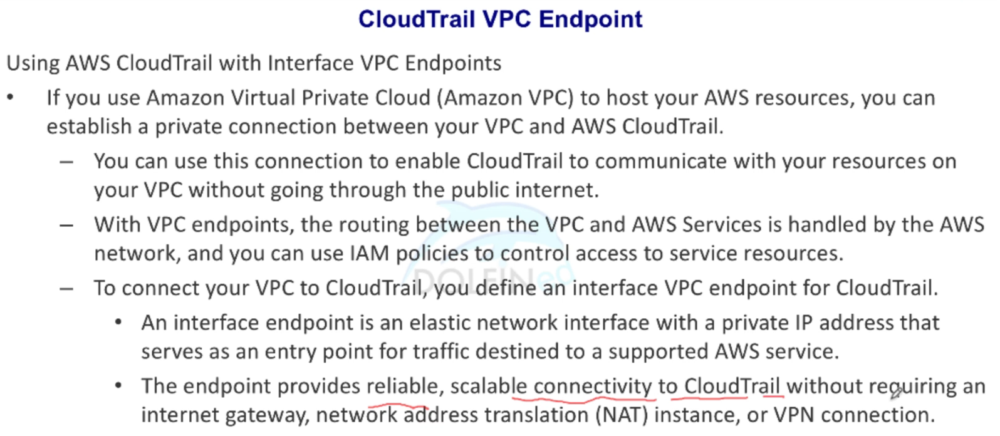 CloudTrail VPC Endpoint
Using AWS CloudTrail with Interface VPC Endpoints
• If you use Amazon Virtual Private Cloud (Amazon VPC) to host your AWS resources, you can
establish a private connection between your VPC and AWS CloudTrail.
– You can use this connection to enable CloudTrail to communicate with your resources on
your VPC without going through the public internet.
– With VPC endpoints, the routing between the VPC and AWS Services is handled by the AWS
network, and you can use IAM policies to control access to service resources.
DOLFINed
– To connect your VPC to CloudTrail, you define an interface VPC endpoint for CloudTrail.
• An interface endpoint is an elastic network interface with a private IP address that
serves as an entry point for traffic destined to a supported AWS service.
• The endpoint provides reliable, scalable connectivity to CloudTrail without requiring an
internet gateway, network address translation (NAT) instance, or VPN connection.